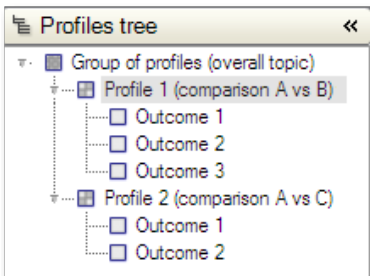 Profiles tree «
Group of profiles (overall topic)
Profile 1 (comparison A vs B)
Outcome 1
Outcome 2
Outcome 3
Profile 2 (comparison A vs C)
Outcome 1
Outcome 2